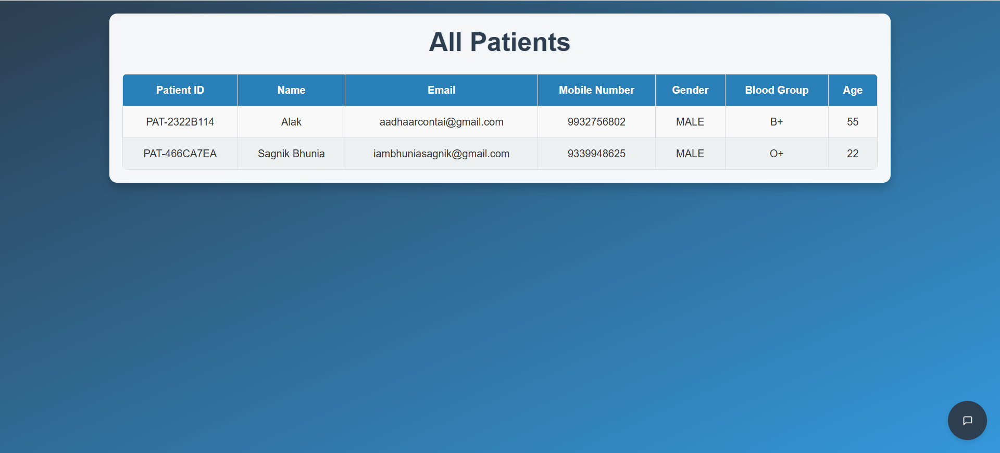 All Patients
Patient ID Name Email Mobile Number Gender Blood Group Age
PAT-2322B114 Alak aadhaarcontai@gmail.com 9932756802 MALE B+ 55
PAT-466CA7EA Sagnik Bhunia iambhuniasagnik@gmail.com 9339948625 MALE O+ 22